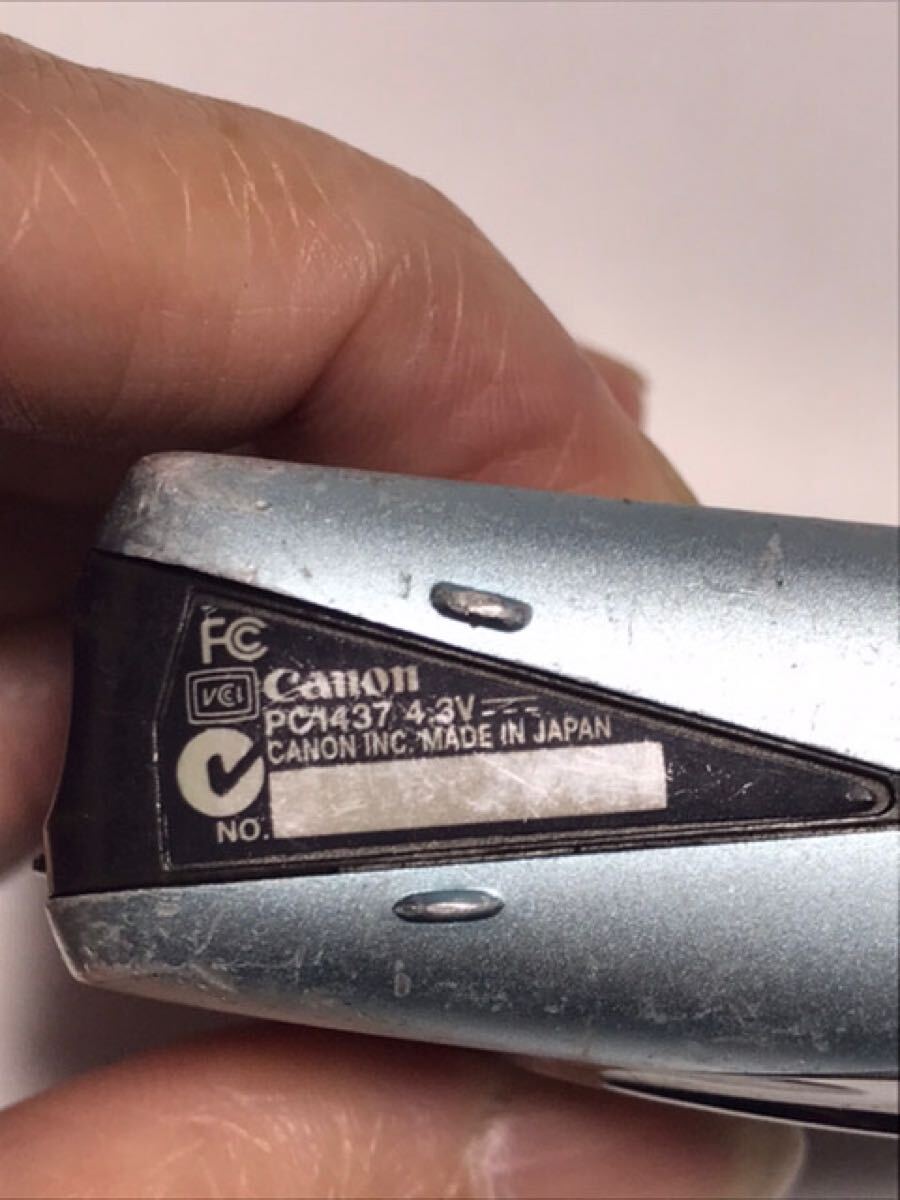 FC
VCI
Canon
PC1437 4.3V
CANON INC. MADE IN JAPAN
NO.